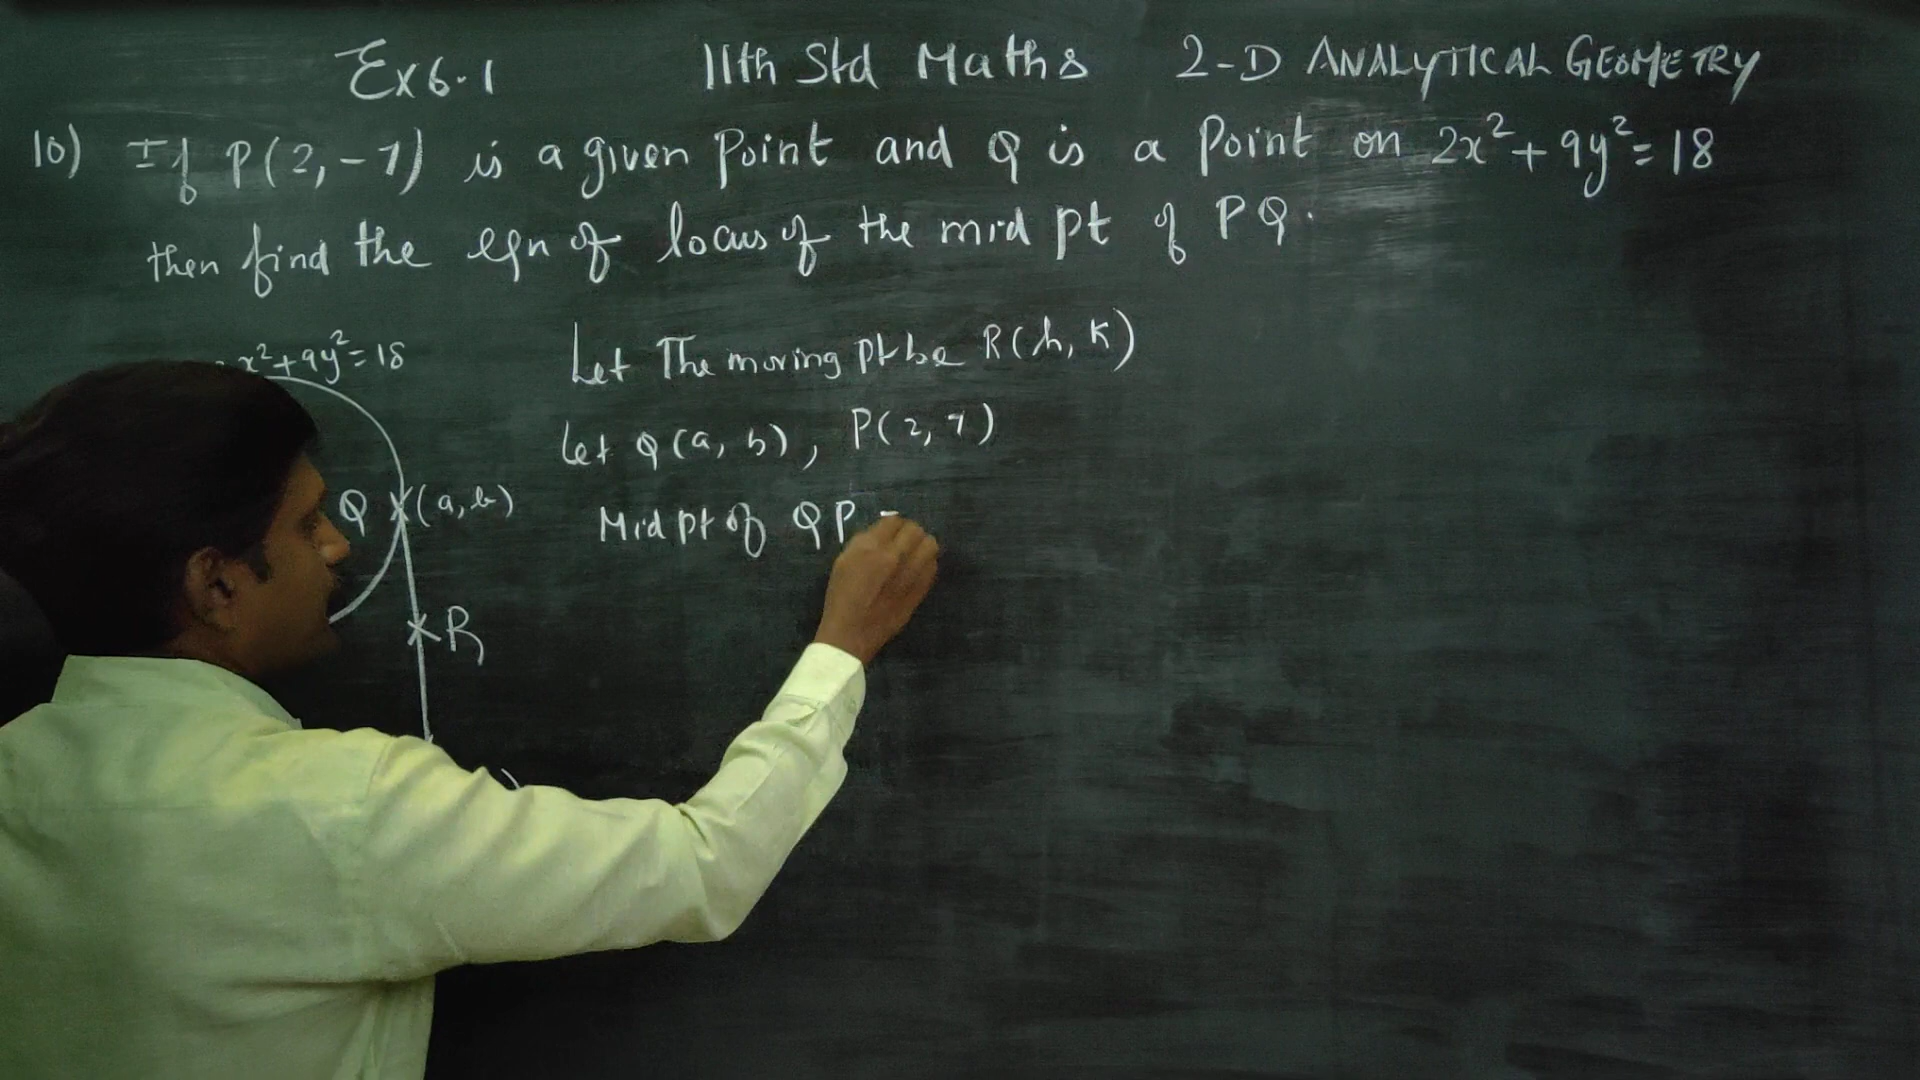 Ex 6.1 11th Std Maths 2-D ANALYTICAL GEOMETRY
10) If P(2,-7) is a given point and Q is a point on 2x²+9y²=18
then find the eqn of locus of the mid pt of PQ.
x²+9y²=18
Let The moving pt be R(h, k)
Let Q(a, b), P(2, 7)
Q (a, b)
Mid pt of QP =
R